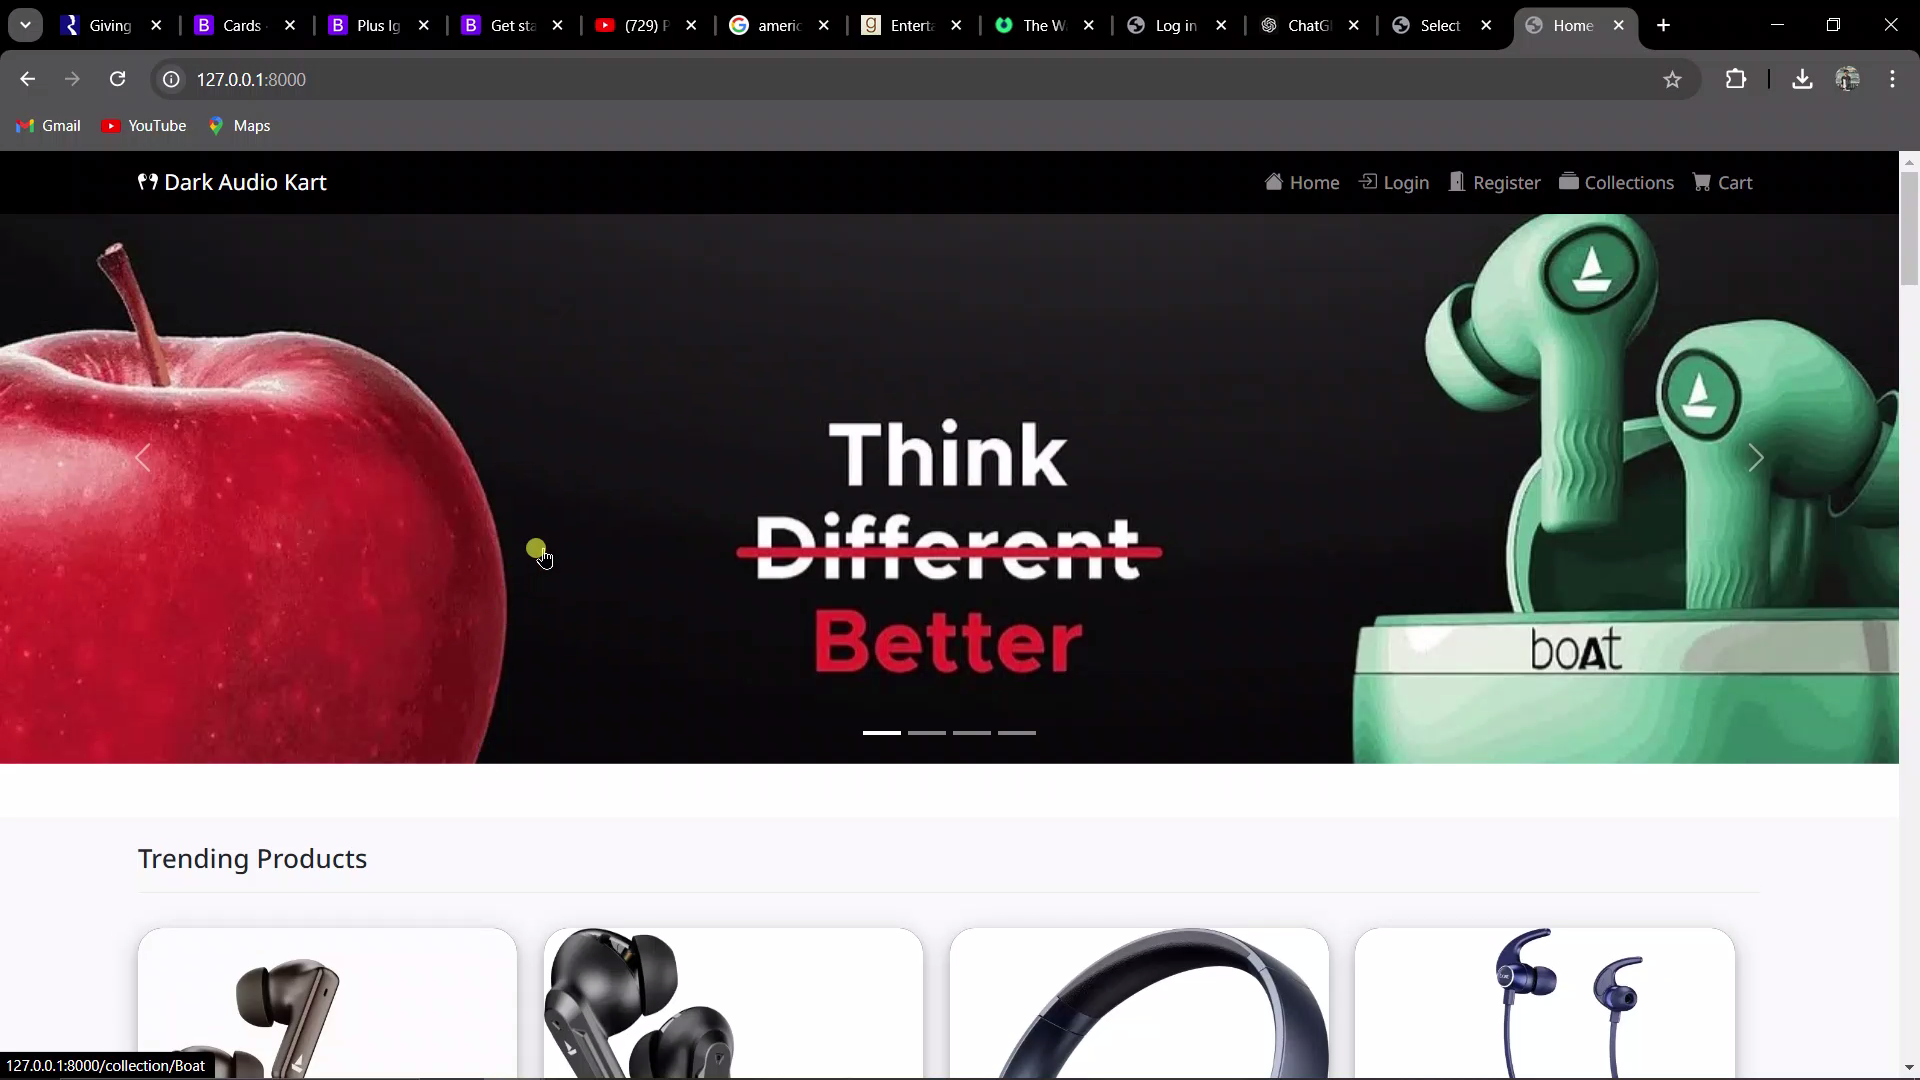 Giving
Cards
Plus Ig
Get sta
(729) P
americ
Enterta
The W
Log in
ChatG
Select
Home
127.0.0.1:8000
Gmail
YouTube
Maps
Dark Audio Kart
Home
Login
Register
Collections
Cart
Think
Different
Better
boAt
Trending Products
127.0.0.1:8000/collection/Boat